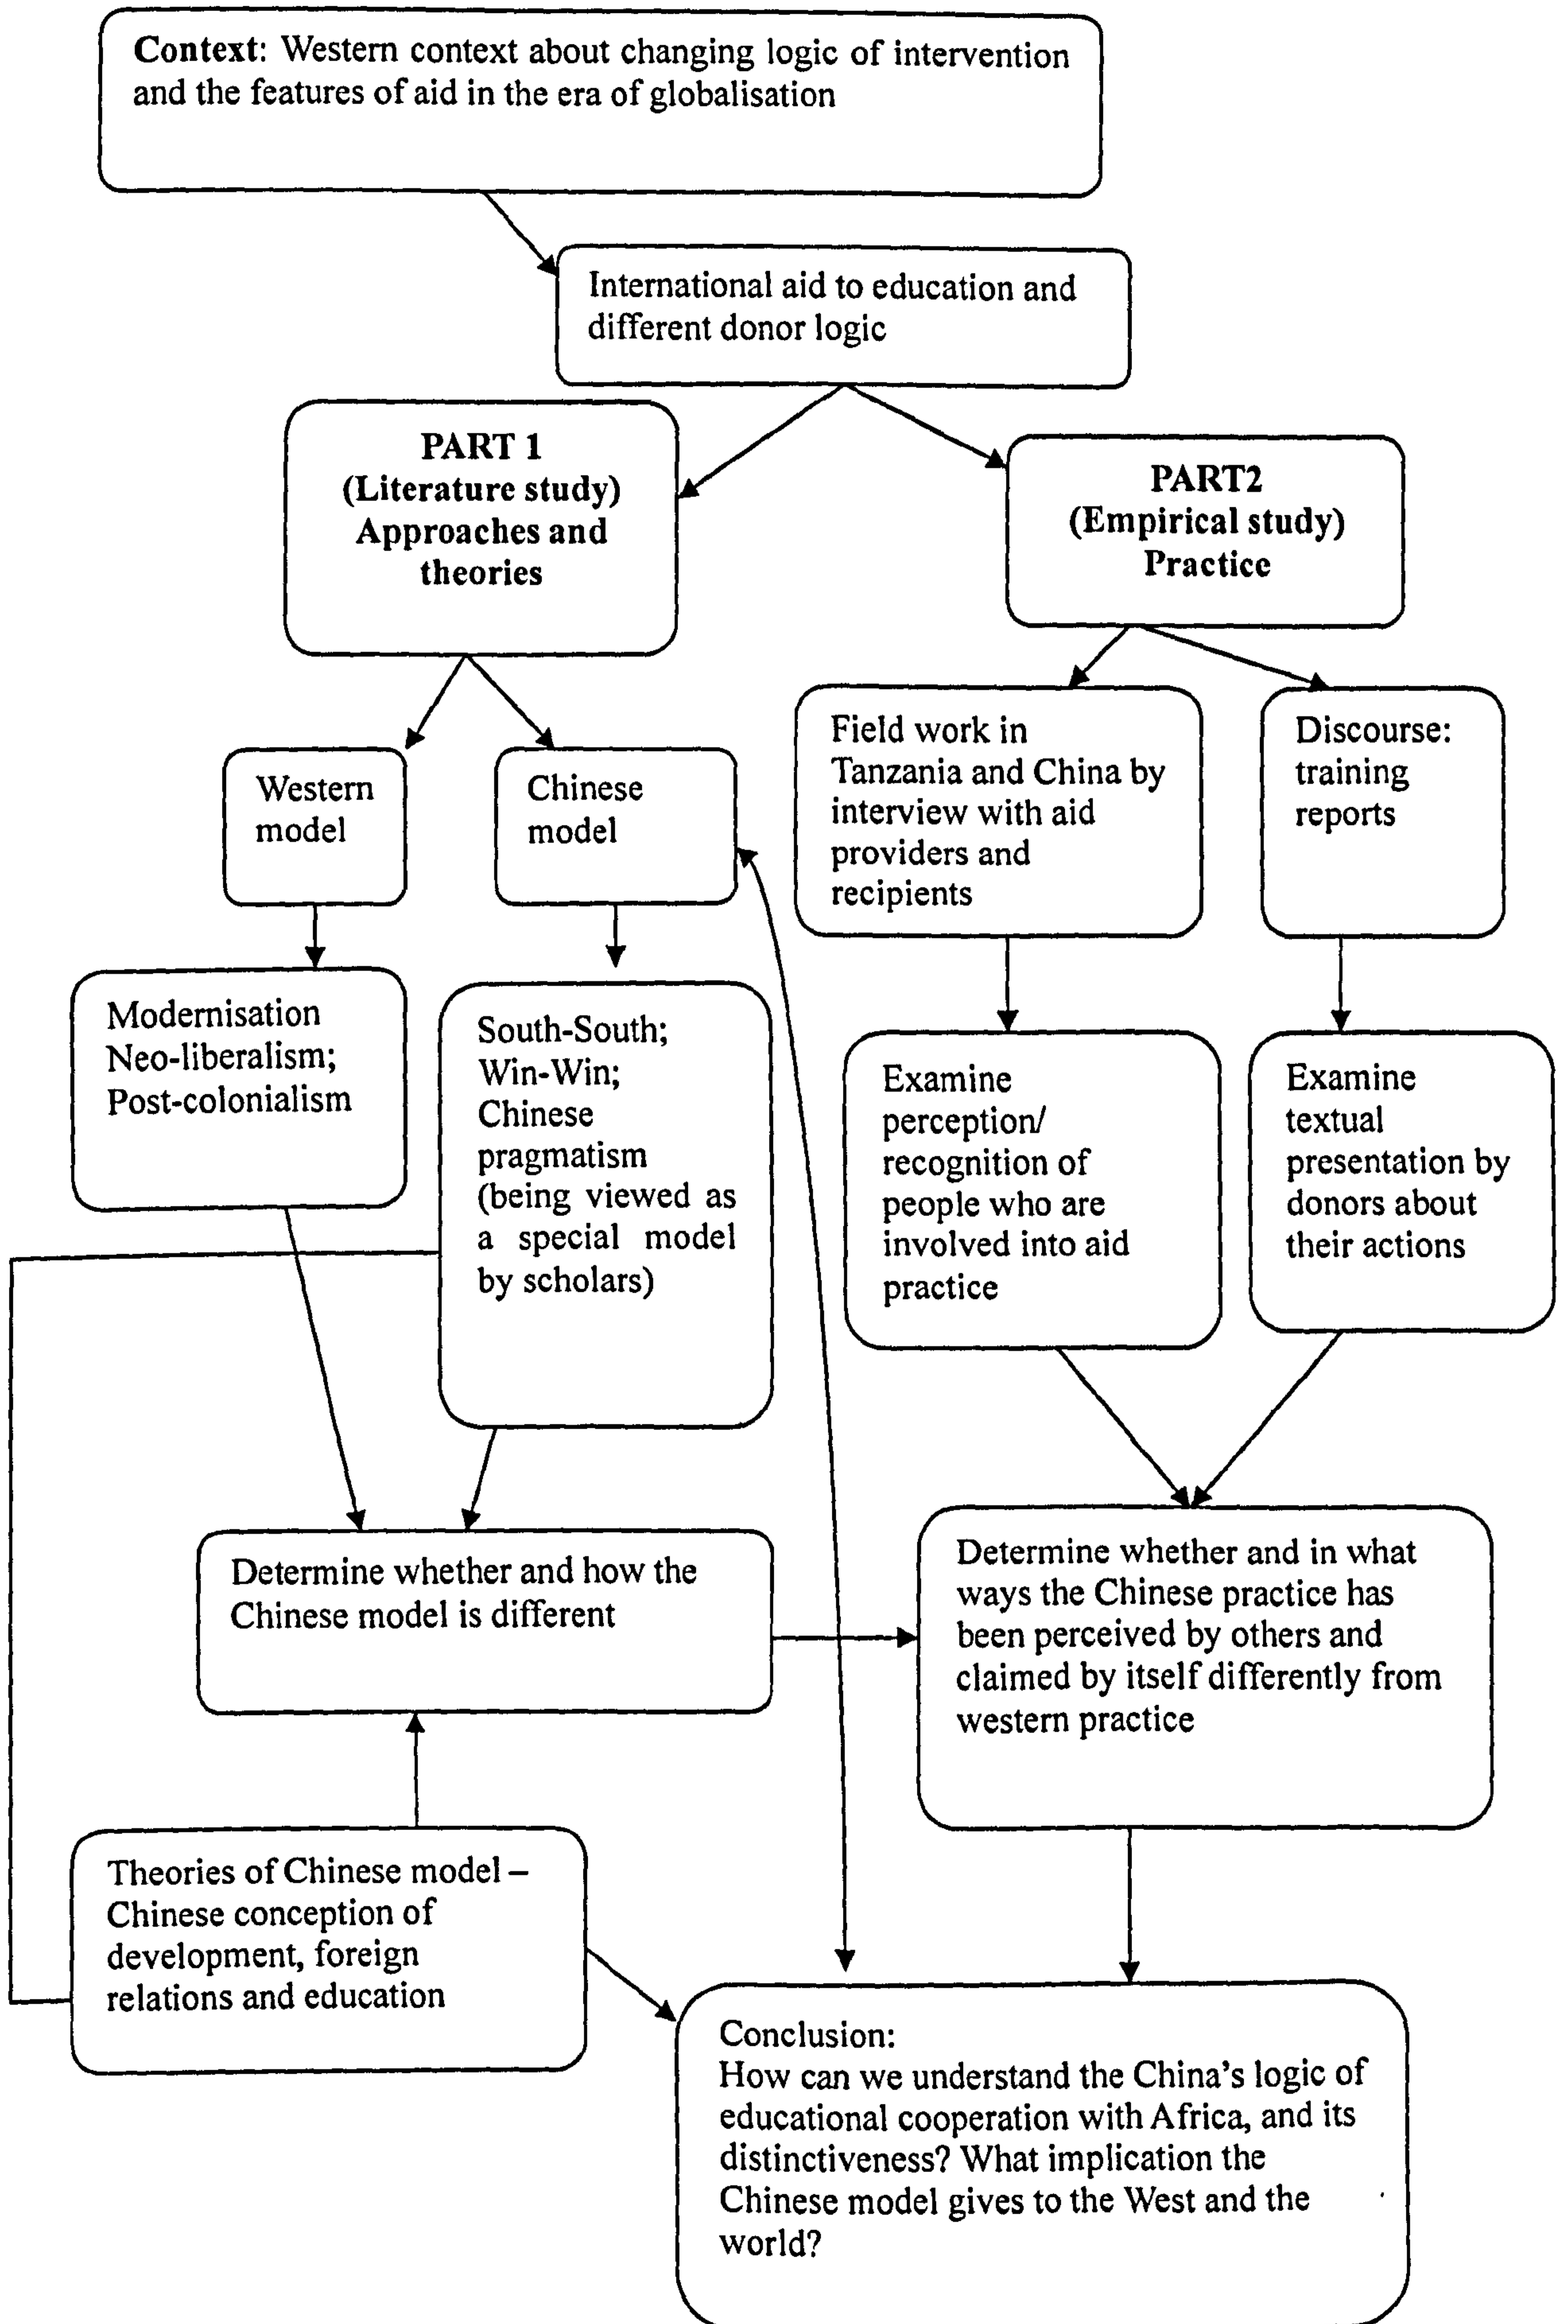 Context: Western context about changing logic of intervention
and the features of aid in the era of globalisation
International aid to education and
different donor logic
PART 1
(Literature study)
Approaches and
theories
PART2
(Empirical study)
Practice
Western
model
Chinese
model
Field work in
Tanzania and China by
interview with aid
providers and
recipients
Discourse:
training
reports
Modernisation
Neo-liberalism;
Post-colonialism
South-South;
Win-Win;
Chinese
pragmatism
(being viewed as
a special model
by scholars)
Examine
perception/
recognition of
people who are
involved into aid
practice
Examine
textual
presentation by
donors about
their actions
Determine whether and how the
Chinese model is different
Determine whether and in what
ways the Chinese practice has
been perceived by others and
claimed by itself differently from
western practice
Theories of Chinese model –
Chinese conception of
development, foreign
relations and education
Conclusion:
How can we understand the China's logic of
educational cooperation with Africa, and its
distinctiveness? What implication the
Chinese model gives to the West and the
world?